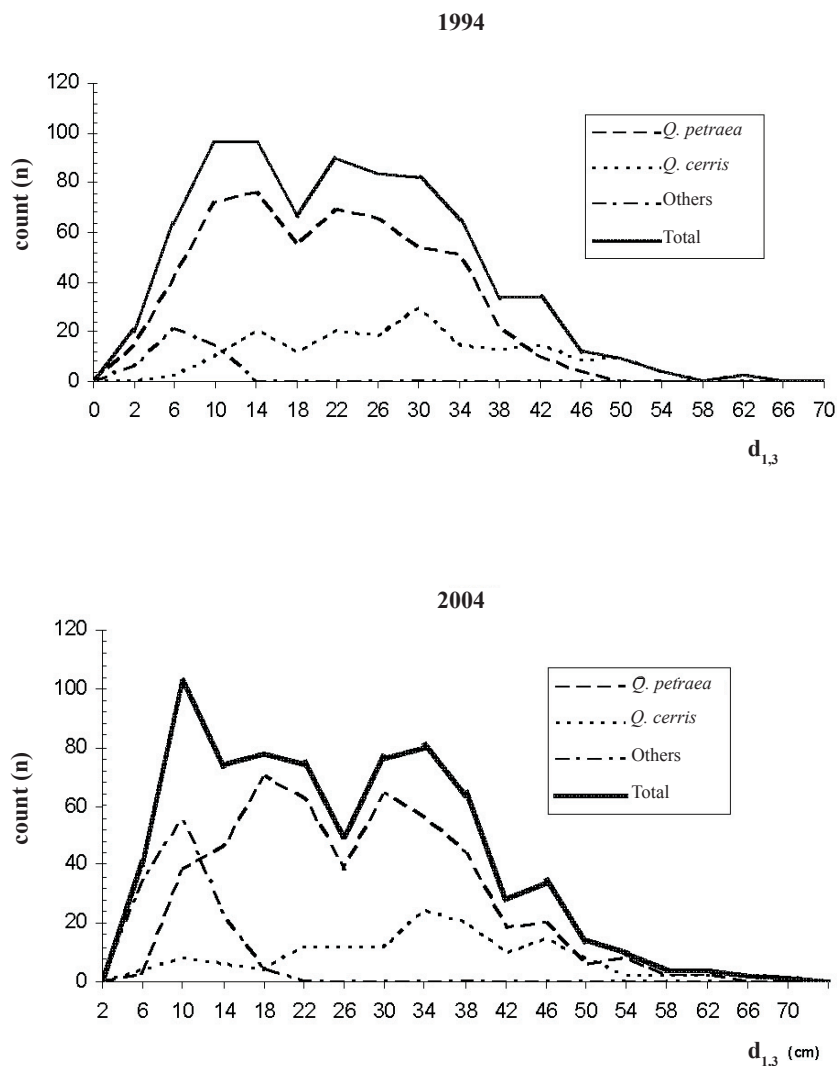 1994
120
100
80
60
40
20
0
count (n)
Q. petraea
Q. cerris
Others
Total
0 2 6 10 14 18 22 26 30 34 38 42 46 50 54 58 62 66 70
d1,3
2004
120
100
80
60
40
20
0
count (n)
Q. petraea
Q. cerris
Others
Total
2 6 10 14 18 22 26 30 34 38 42 46 50 54 58 62 66 70
d1,3 (cm)